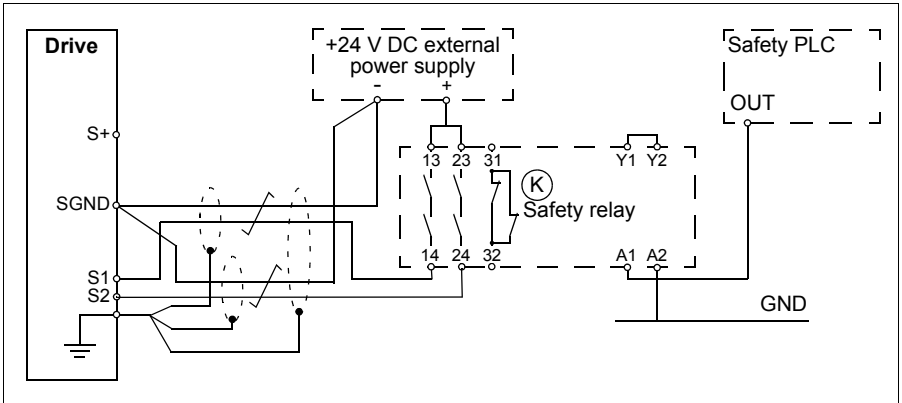 Drive
+24 V DC external
power supply
- +
Safety PLC
OUT
S+
13 23 31
Y1 Y2
K
SGND
Safety relay
14 24 32
A1 A2
S1
S2
GND